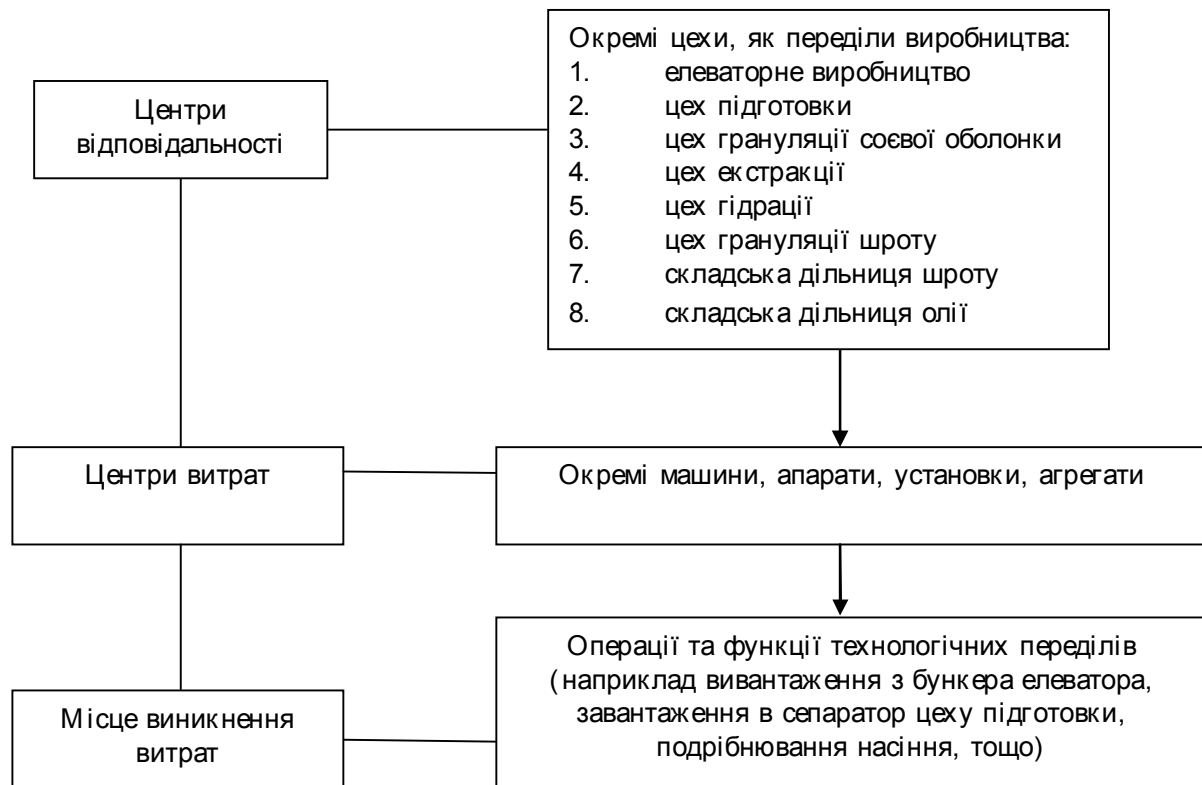 Центри
відповідальності
Окремі цехи, як переділи виробництва:
1. елеваторне виробництво
2. цех підготовки
3. цех грануляції соєвої оболонки
4. цех екстракції
5. цех гідрації
6. цех грануляції шроту
7. складська дільниця шроту
8. складська дільниця олії
Центри витрат
Окремі машини, апарати, установки, агрегати
Місце виникнення
витрат
Операції та функції технологічних переділів
(наприклад вивантаження з бункера елеватора,
завантаження в сепаратор цеху підготовки,
подрібнювання насіння, тощо)